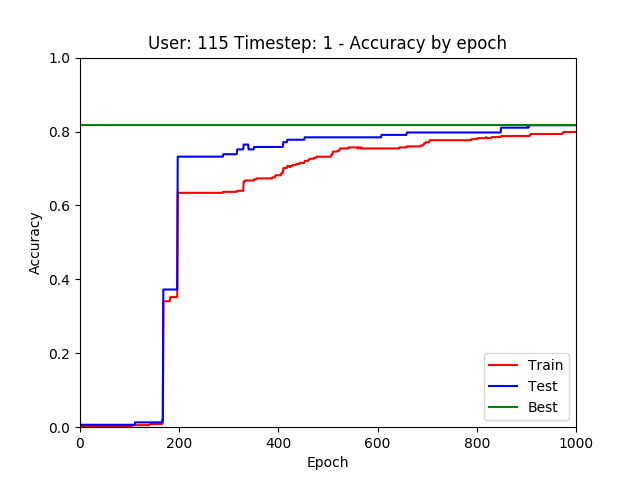 User: 115 Timestep: 1 - Accuracy by epoch
1.0
0.8
0.6
0.4
0.2
0.0
Accuracy
0 200 400 600 800 1000
Epoch
Train
Test
Best